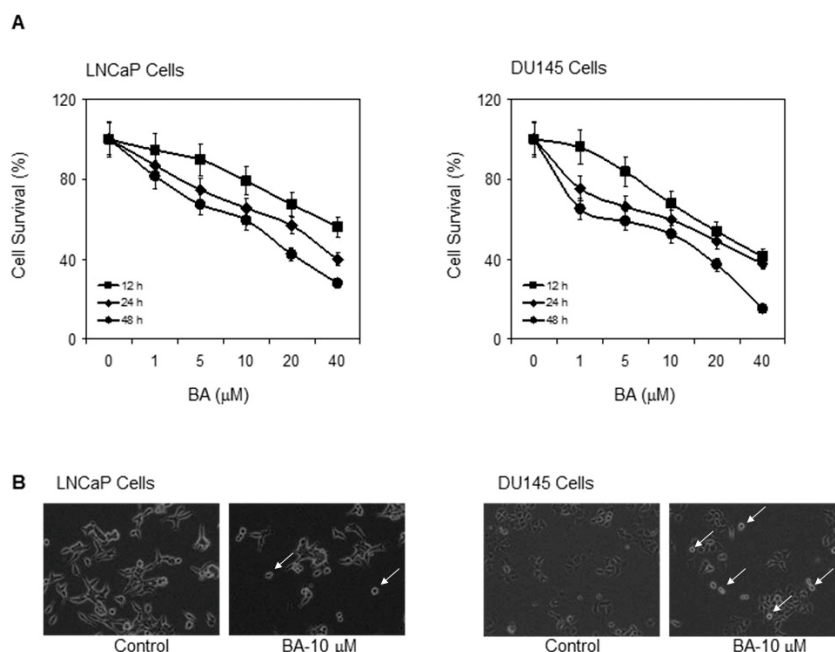 A
LNCaP Cells
DU145 Cells
120
80
40
0
Cell Survival (%)
12 h
24 h
48 h
0 1 5 10 20 40
BA (μM)
120
80
40
0
Cell Survival (%)
12 h
24 h
48 h
0 1 5 10 20 40
BA (μM)
B
LNCaP Cells
DU145 Cells
Control
BA-10 μM
Control
BA-10 μM